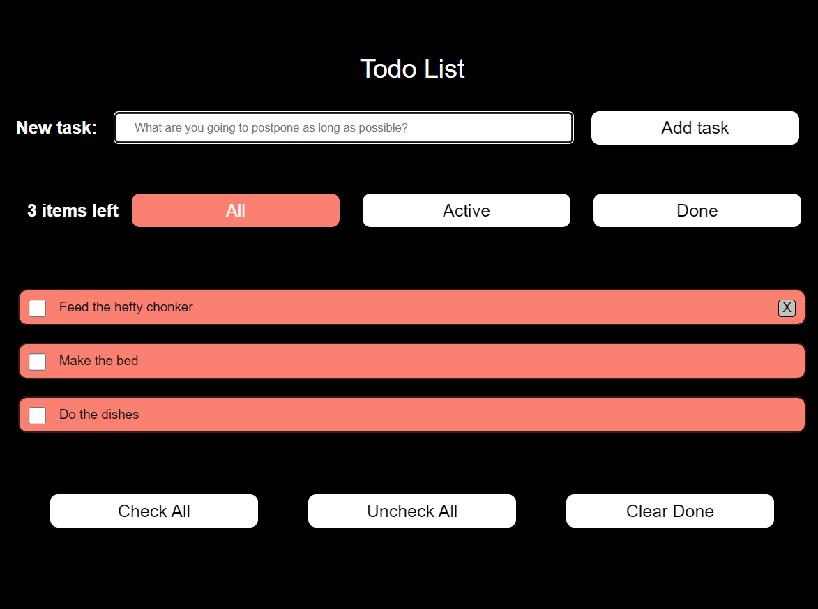 Todo List
New task: What are you going to postpone as long as possible? Add task
3 items left All Active Done
Feed the hefty chonker X
Make the bed
Do the dishes
Check All Uncheck All Clear Done